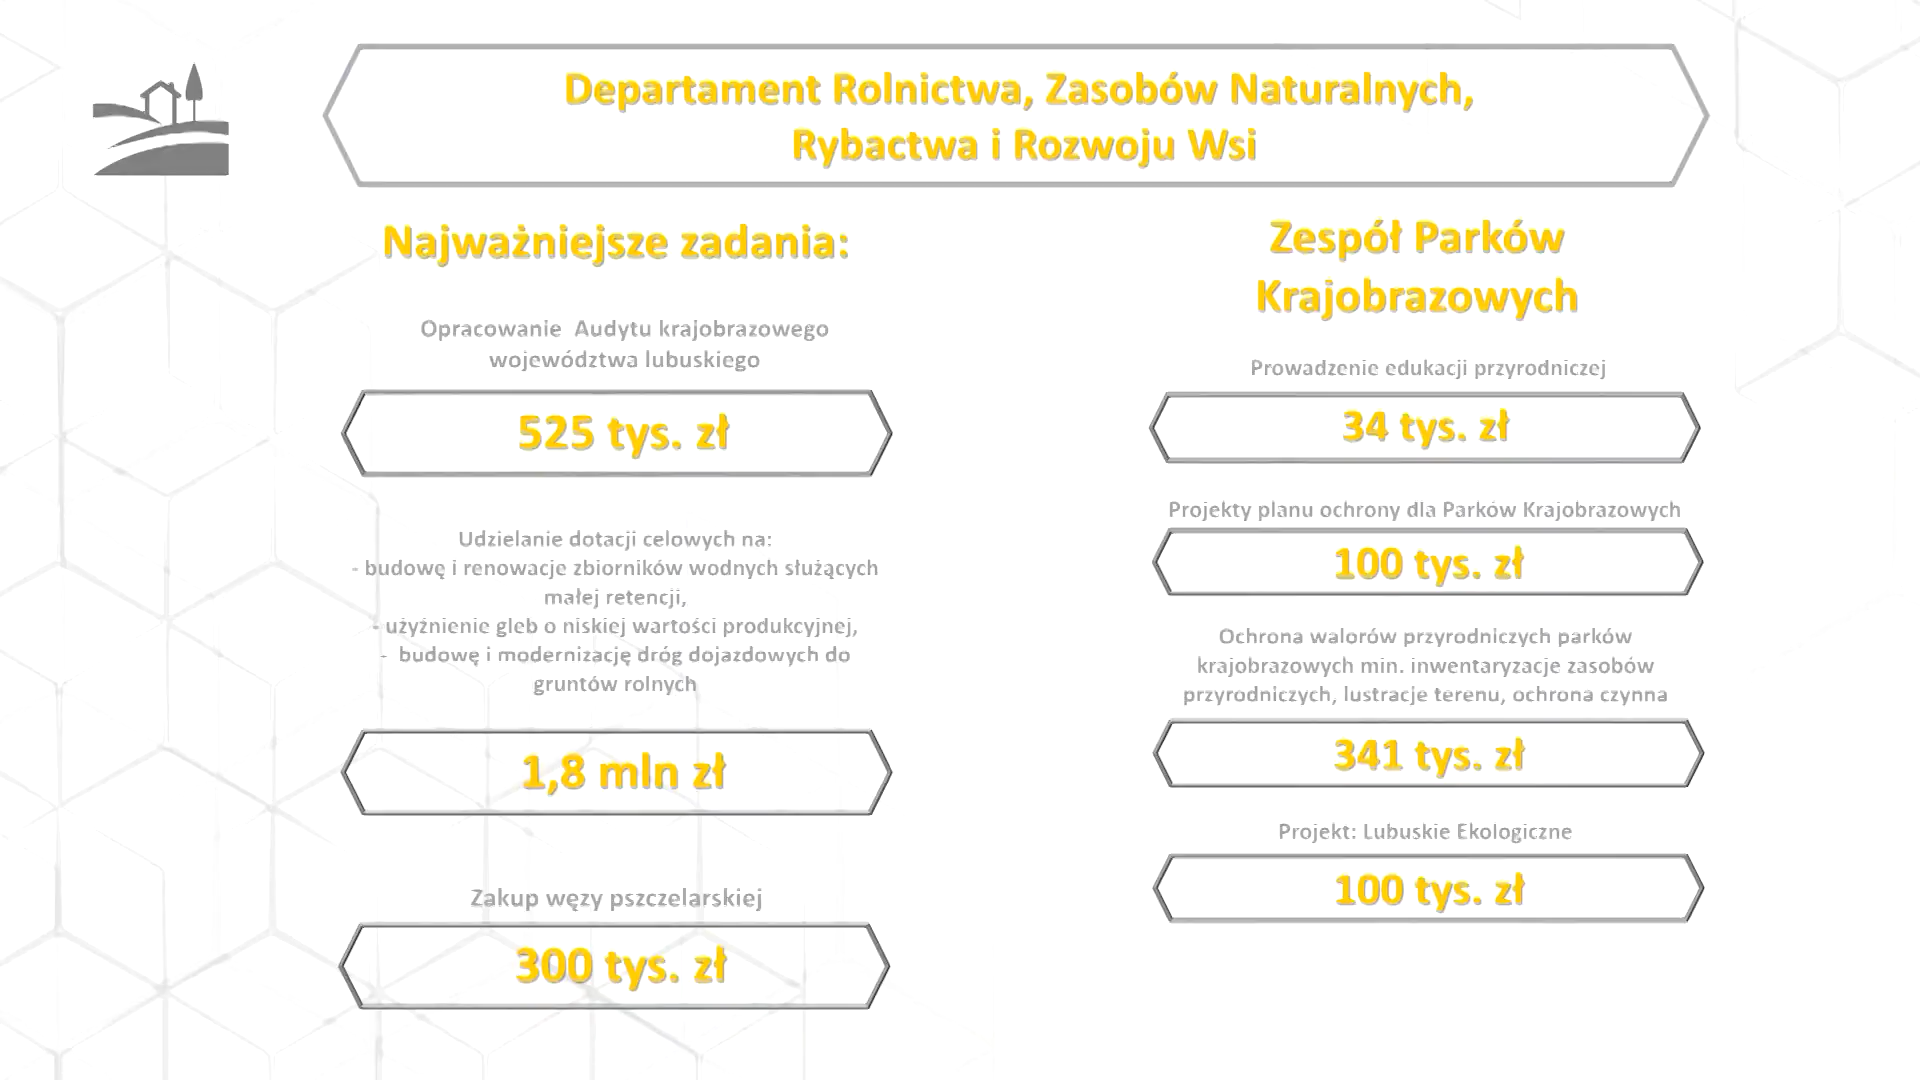 Departament Rolnictwa, Zasobów Naturalnych,
Rybactwa i Rozwoju Wsi
Najważniejsze zadania:
Opracowanie Audytu krajobrazowego
województwa lubuskiego
525 tys. zł
Udzielanie dotacji celowych na:
- budowę i renowacje zbiorników wodnych służących
małej retencji,
- użyźnienie gleb o niskiej wartości produkcyjnej,
- budowę i modernizację dróg dojazdowych do
gruntów rolnych
1,8 mln zł
Zakup węzy pszczelarskiej
300 tys. zł
Zespół Parków
Krajobrazowych
Prowadzenie edukacji przyrodniczej
34 tys. zł
Projekty planu ochrony dla Parków Krajobrazowych
100 tys. zł
Ochrona walorów przyrodniczych parków
krajobrazowych min. inwentaryzacje zasobów
przyrodniczych, lustracje terenu, ochrona czynna
341 tys. zł
Projekt: Lubuskie Ekologiczne
100 tys. zł